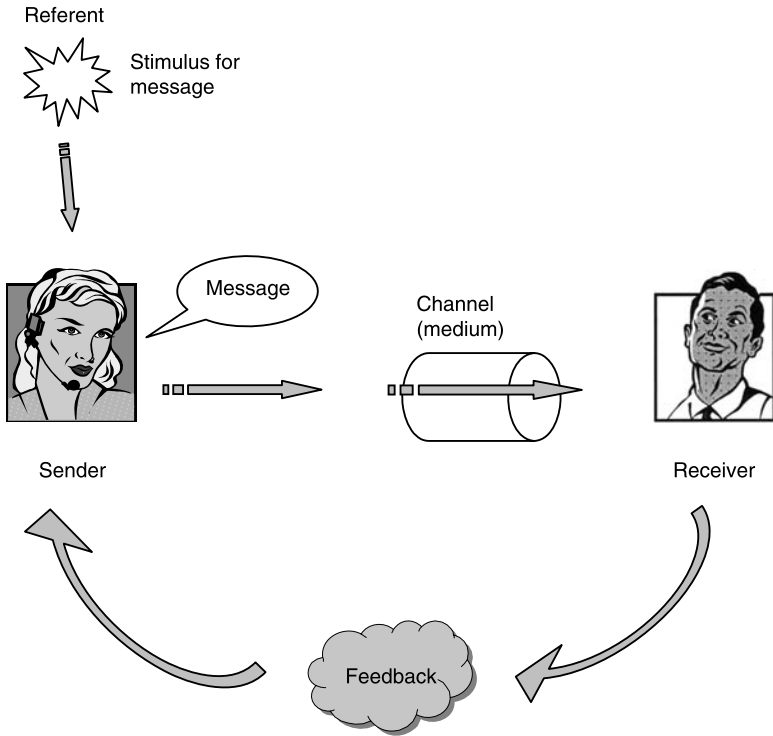 Referent
Stimulus for
message
Message
Channel
(medium)
Sender
Receiver
Feedback